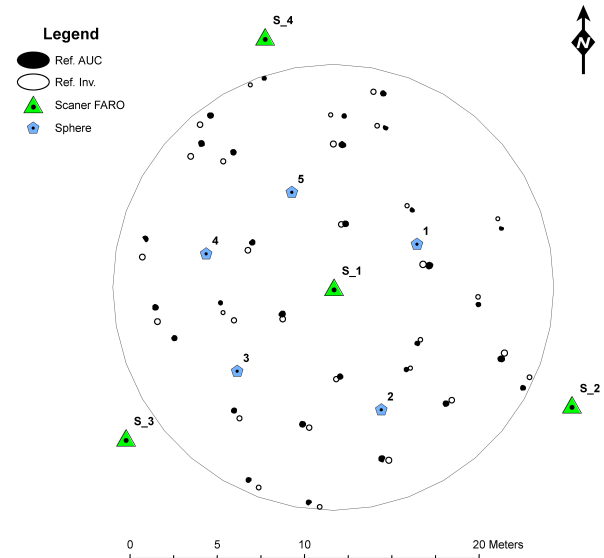 S_4
Legend
Ref. AUC
Ref. Inv.
Scaner FARO
Sphere
N
5
1
4
S_1
3
2
S_2
S_3
0 5 10 20 Meters